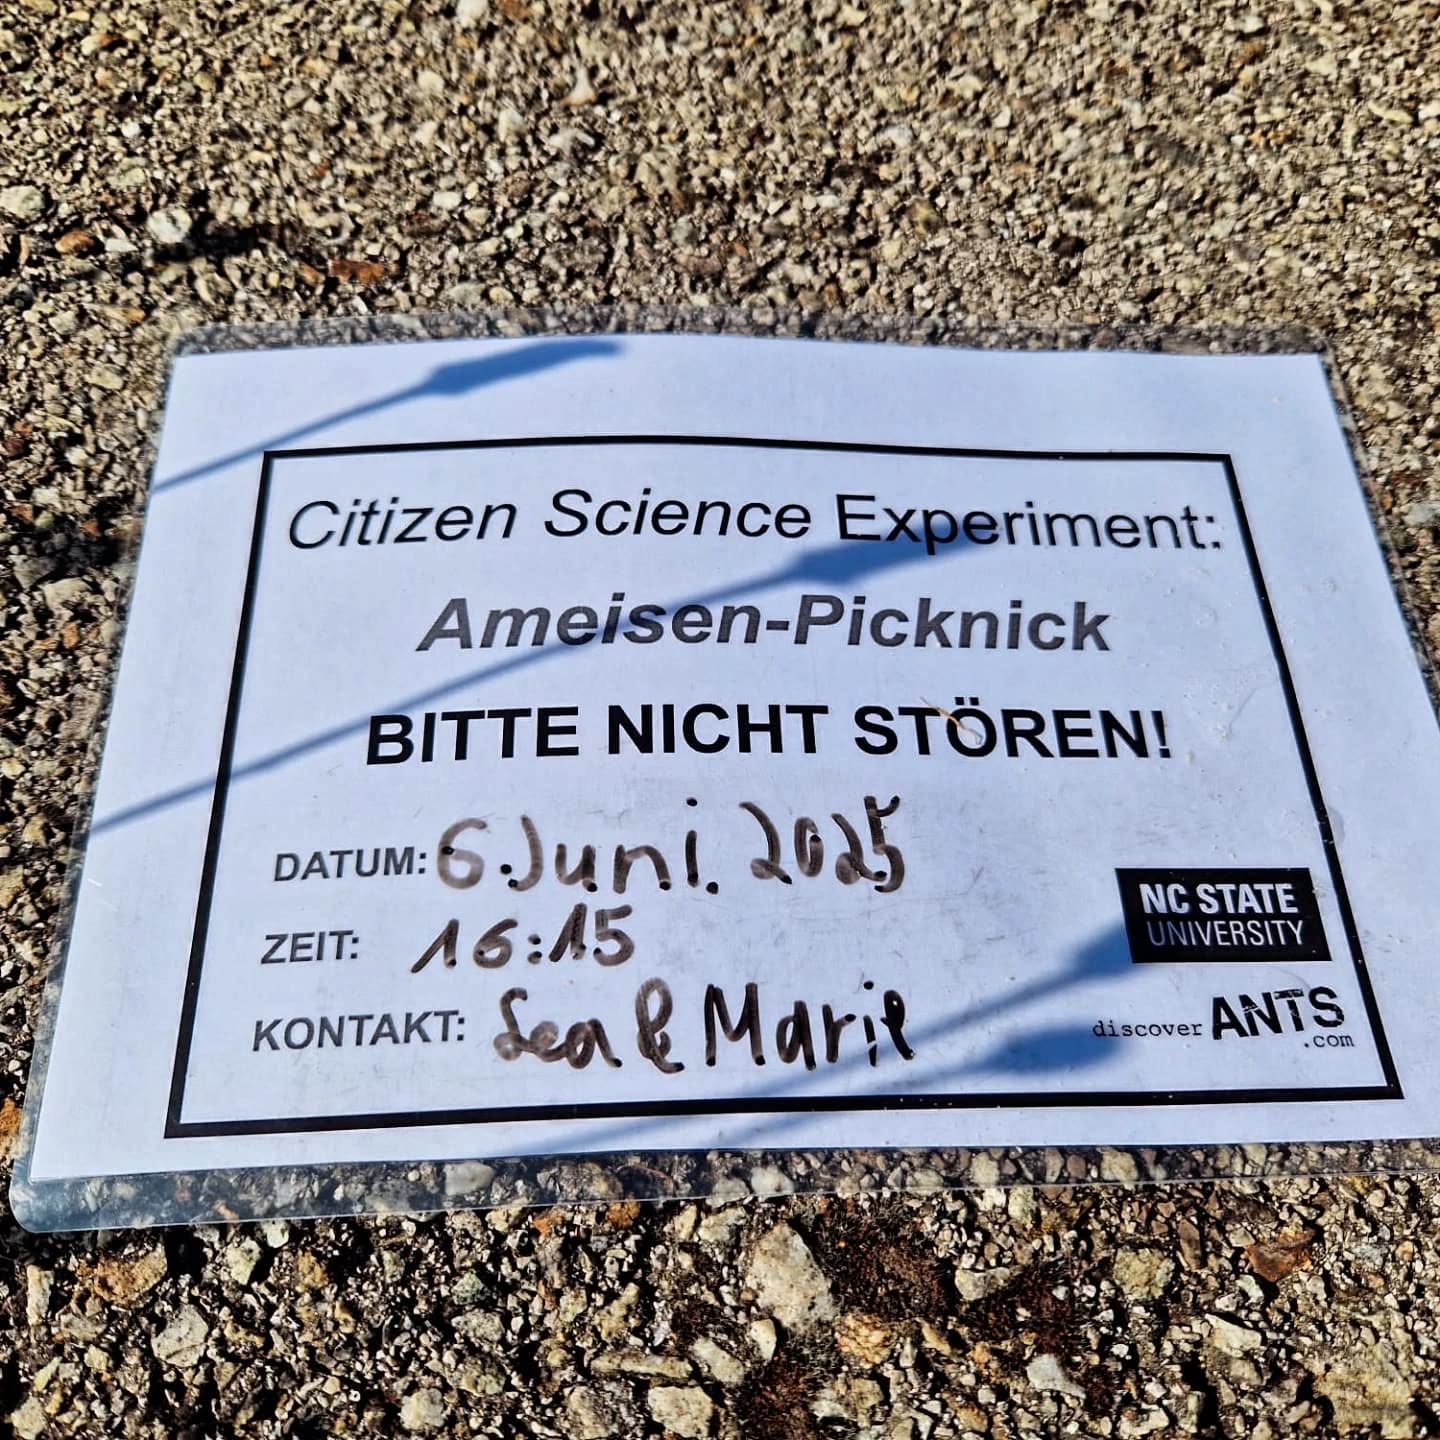 Citizen Science Experiment:
Ameisen-Picknick
BITTE NICHT STÖREN!
DATUM: 6. Juni. 2025
ZEIT: 16:15
KONTAKT: Lea & Marie
NC STATE
UNIVERSITY
discover ANTS
.com